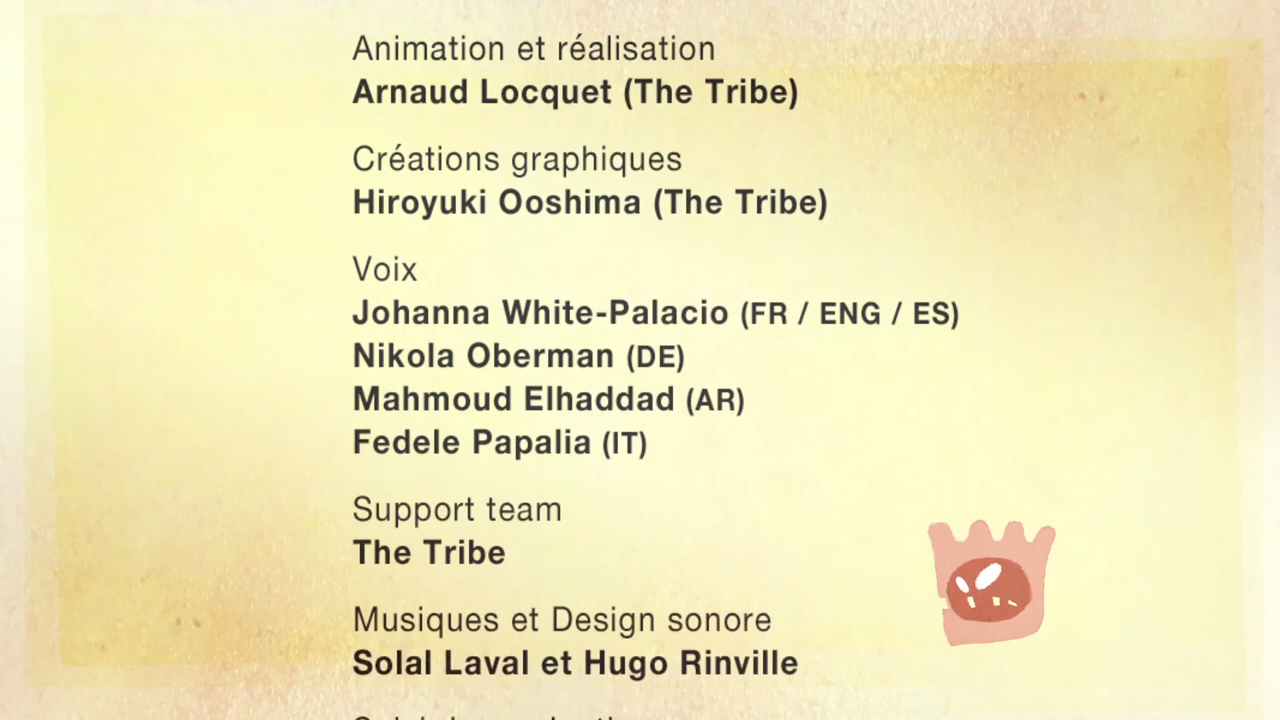 Animation et réalisation
Arnaud Locquet (The Tribe)
Créations graphiques
Hiroyuki Ooshima (The Tribe)
Voix
Johanna White-Palacio (FR / ENG / ES)
Nikola Oberman (DE)
Mahmoud Elhaddad (AR)
Fedele Papalia (IT)
Support team
The Tribe
Musiques et Design sonore
Solal Laval et Hugo Rinville